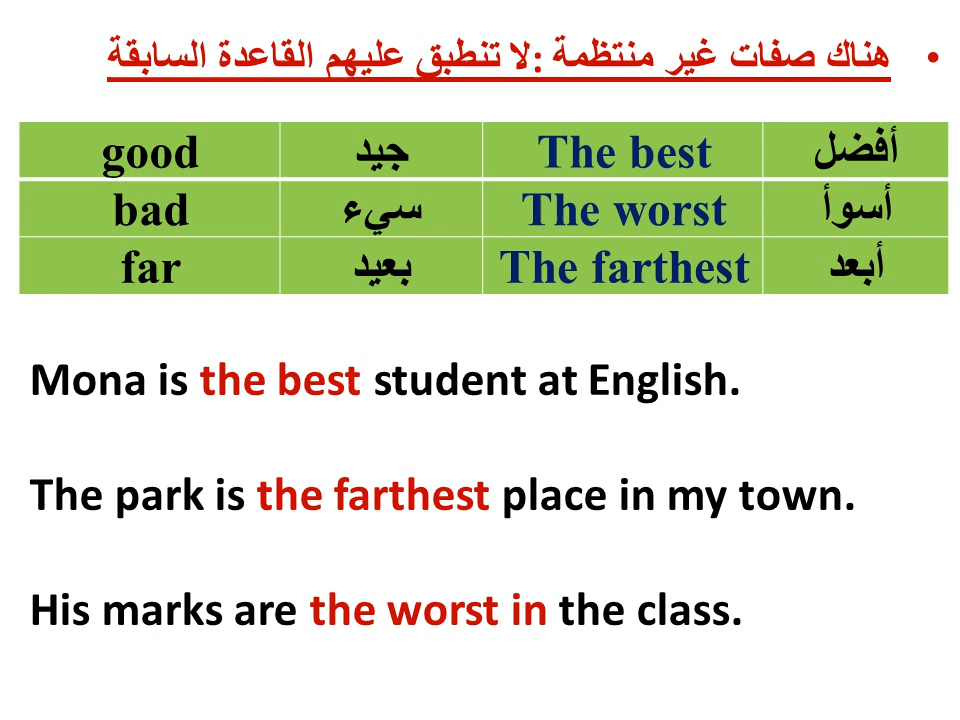 • هناك صفات غير منتظمة :لا تنطبق عليهم القاعدة السابقة
good جيد The best أفضل
bad سيء The worst أسوأ
far بعيد The farthest أبعد
Mona is the best student at English.
The park is the farthest place in my town.
His marks are the worst in the class.